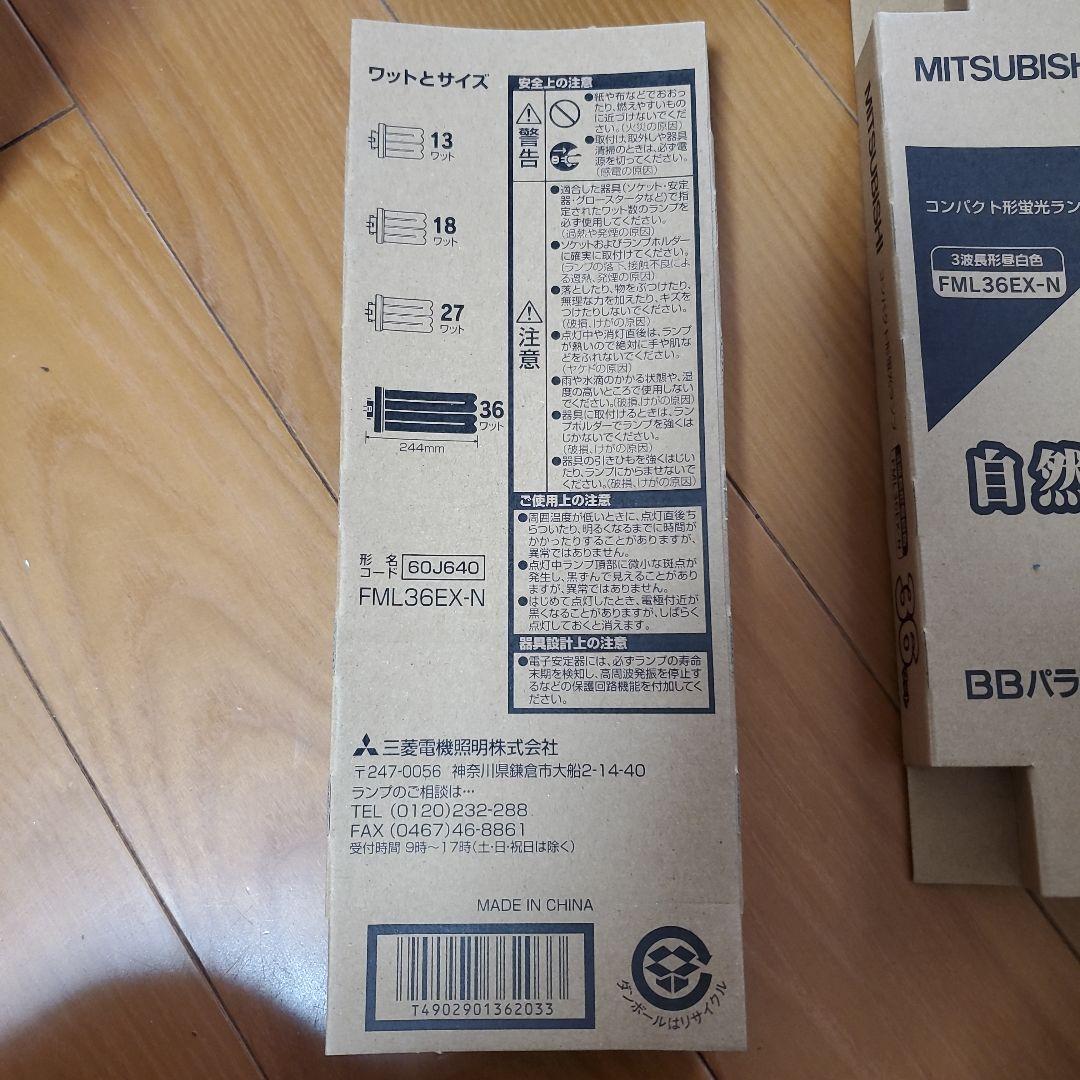 ワットとサイズ
13
ワット
18
ワット
27
ワット
36
ワット
244mm
形 名
コード
60J640
FML36EX-N
安全上の注意
警告
●紙や布などでおおっ
たり、燃えやすいもの
に近づけないでくだ
さい。(火災の原因)
●取付け、取外しや器具
清掃のときは、必ず電
源を切ってください。
(感電の原因)
注意
●適合した器具(ソケット・安定
器・グロースタータなど)で指
定されたワット数のランプを
必ず使用してください。
(過熱や発煙の原因)
●ソケットおよびランプホルダー
に確実に取付けてください。
(ランプの落下、接触不良によ
る過熱、発煙の原因)
●落としたり、物をぶつけたり、
無理な力を加えたり、キズを
つけたりしないでください。
(破損、けがの原因)
●点灯中や消灯直後は、ランプ
が熱いので絶対に手や肌な
どをふれないでください。
(ヤケドの原因)
●雨や水滴のかかる状態や、湿
度の高いところで使用しない
でください。(破損、けがの原因)
●器具に取付けるときは、ラン
プホルダーでランプを強くは
じかないでください。
(破損、けがの原因)
●器具の引きひもを強くはじい
たり、ランプにからませないで
ください。(破損、けがの原因)
ご使用上の注意
●周囲温度が低いときに、点灯直後ち
らついたり、明るくなるまでに時間が
かかったりすることがありますが、
異常ではありません。
●点灯中ランプ頂部に微小な斑点が
発生し、黒ずんで見えることがあり
ますが、異常ではありません。
●はじめて点灯したとき、電極付近が
黒くなることがありますが、しばらく
点灯しておくと消えます。
器具設計上の注意
●電子安定器には、必ずランプの寿命
末期を検知し、高周波発振を停止す
るなどの保護回路機能を付加してく
ださい。
三菱電機照明株式会社
〒247-0056 神奈川県鎌倉市大船2-14-40
ランプのご相談は…
TEL (0120)232-288
FAX (0467)46-8861
受付時間 9時～17時(土・日・祝日は除く)
MADE IN CHINA
T4902901362033
ダンボールはリサイクル
MITSUBISH
コンパクト形蛍光ラン
3波長形昼白色
FML36EX-N
自然
BBパラ
MITSUBISHI
コンパクト形蛍光ランプ
FML36EX-N